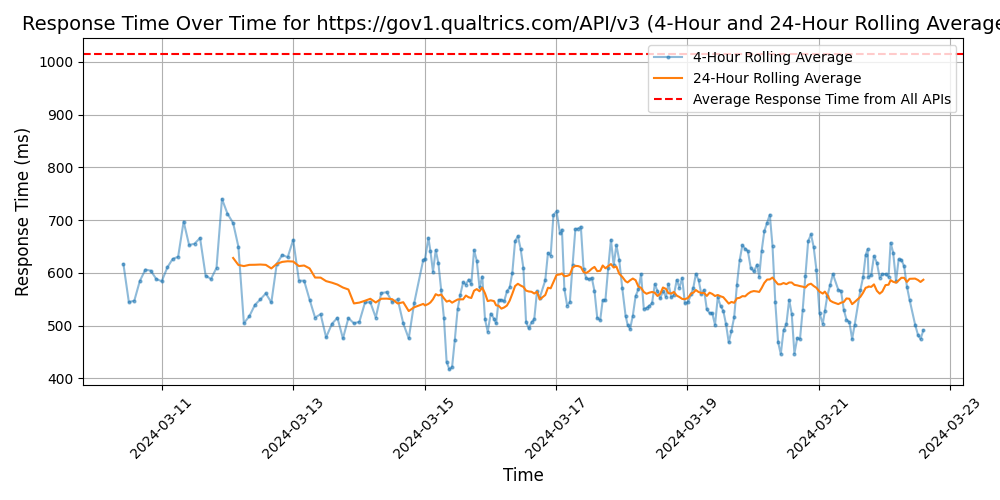 Response Time Over Time for https://gov1.qualtrics.com/API/v3 (4-Hour and 24-Hour Rolling Average
4-Hour Rolling Average
24-Hour Rolling Average
Average Response Time from All APIs
Response Time (ms)
1000
900
800
700
600
500
400
2024-03-11
2024-03-13
2024-03-15
2024-03-17
2024-03-19
2024-03-21
2024-03-23
Time